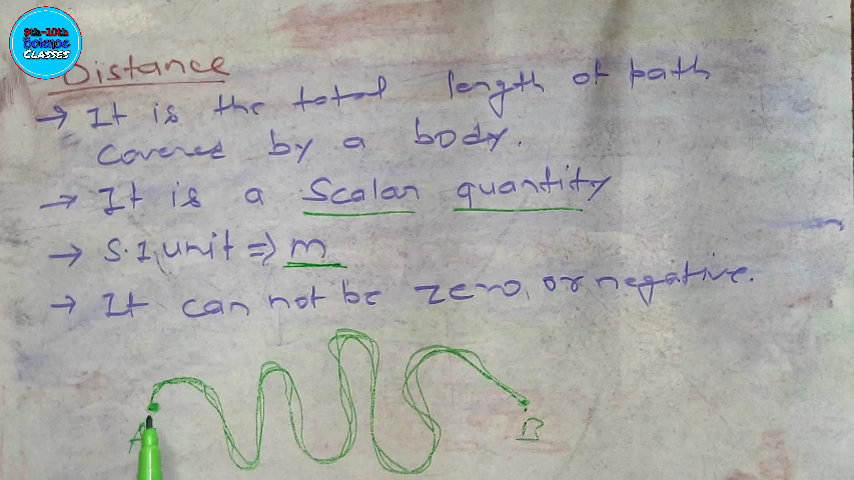 9th-10th
Science
CLASSES
Distance
→ It is the total length of path
covered by a body.
→ It is a Scalar quantity
→ S.I. unit ⇒ m
→ It can not be zero, or negative.
A
B